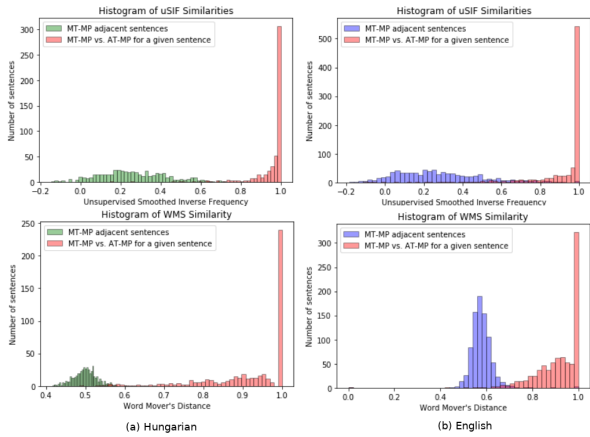 Histogram of uSIF Similarities
MT-MP adjacent sentences
MT-MP vs. AT-MP for a given sentence
Number of sentences
300
250
200
150
100
50
0
−0.2 0.0 0.2 0.4 0.6 0.8 1.0
Unsupervised Smoothed Inverse Frequency
Histogram of uSIF Similarities
MT-MP adjacent sentences
MT-MP vs. AT-MP for a given sentence
Number of sentences
500
400
300
200
100
0
−0.2 0.0 0.2 0.4 0.6 0.8 1.0
Unsupervised Smoothed Inverse Frequency
Histogram of WMS Similarity
MT-MP adjacent sentences
MT-MP vs. AT-MP for a given sentence
Number of sentences
250
200
150
100
50
0
0.4 0.5 0.6 0.7 0.8 0.9 1.0
Word Mover's Distance
(a) Hungarian
Histogram of WMS Similarity
MT-MP adjacent sentences
MT-MP vs. AT-MP for a given sentence
Number of sentences
300
250
200
150
100
50
0
0.0 0.2 0.4 0.6 0.8 1.0
Word Mover's Distance
(b) English